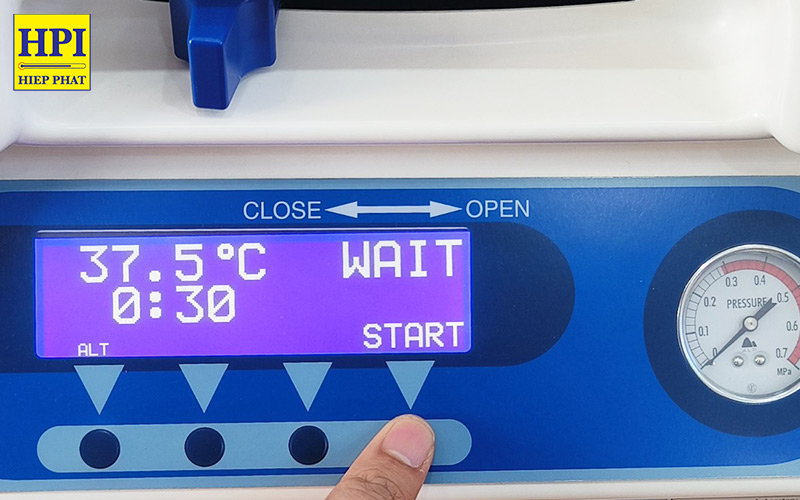 HPI
HIEP PHAT
CLOSE OPEN
37.5°C WAIT
0:30
START
ALT
0 0.1 0.2 0.3 0.4 0.5 0.6 0.7
PRESSURE
MPa